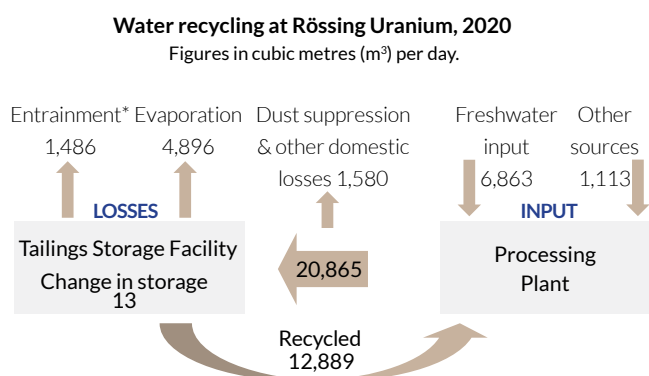 Water recycling at Rössing Uranium, 2020
Figures in cubic metres (m³) per day.
Entrainment*
1,486
Evaporation
4,896
Dust suppression
& other domestic
losses 1,580
Freshwater
input
6,863
Other
sources
1,113
LOSSES
INPUT
Tailings Storage Facility
Change in storage
13
20,865
Processing
Plant
Recycled
12,889